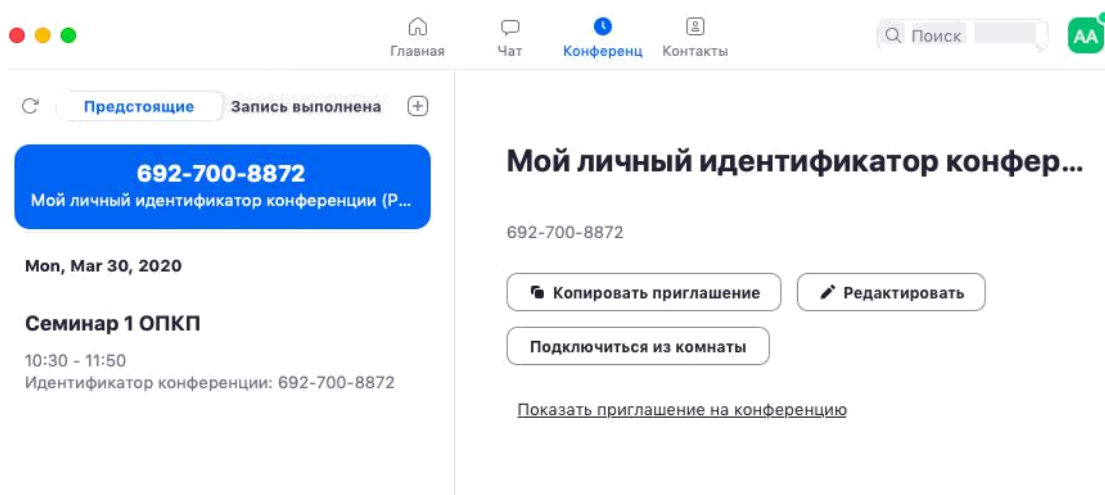 Главная
Чат
Конференц
Контакты
Поиск
AA
Предстоящие
Запись выполнена
692-700-8872
Мой личный идентификатор конференции (P...
Mon, Mar 30, 2020
Семинар 1 ОПКП
10:30 - 11:50
Идентификатор конференции: 692-700-8872
Мой личный идентификатор конфер...
692-700-8872
Копировать приглашение
Редактировать
Подключиться из комнаты
Показать приглашение на конференцию